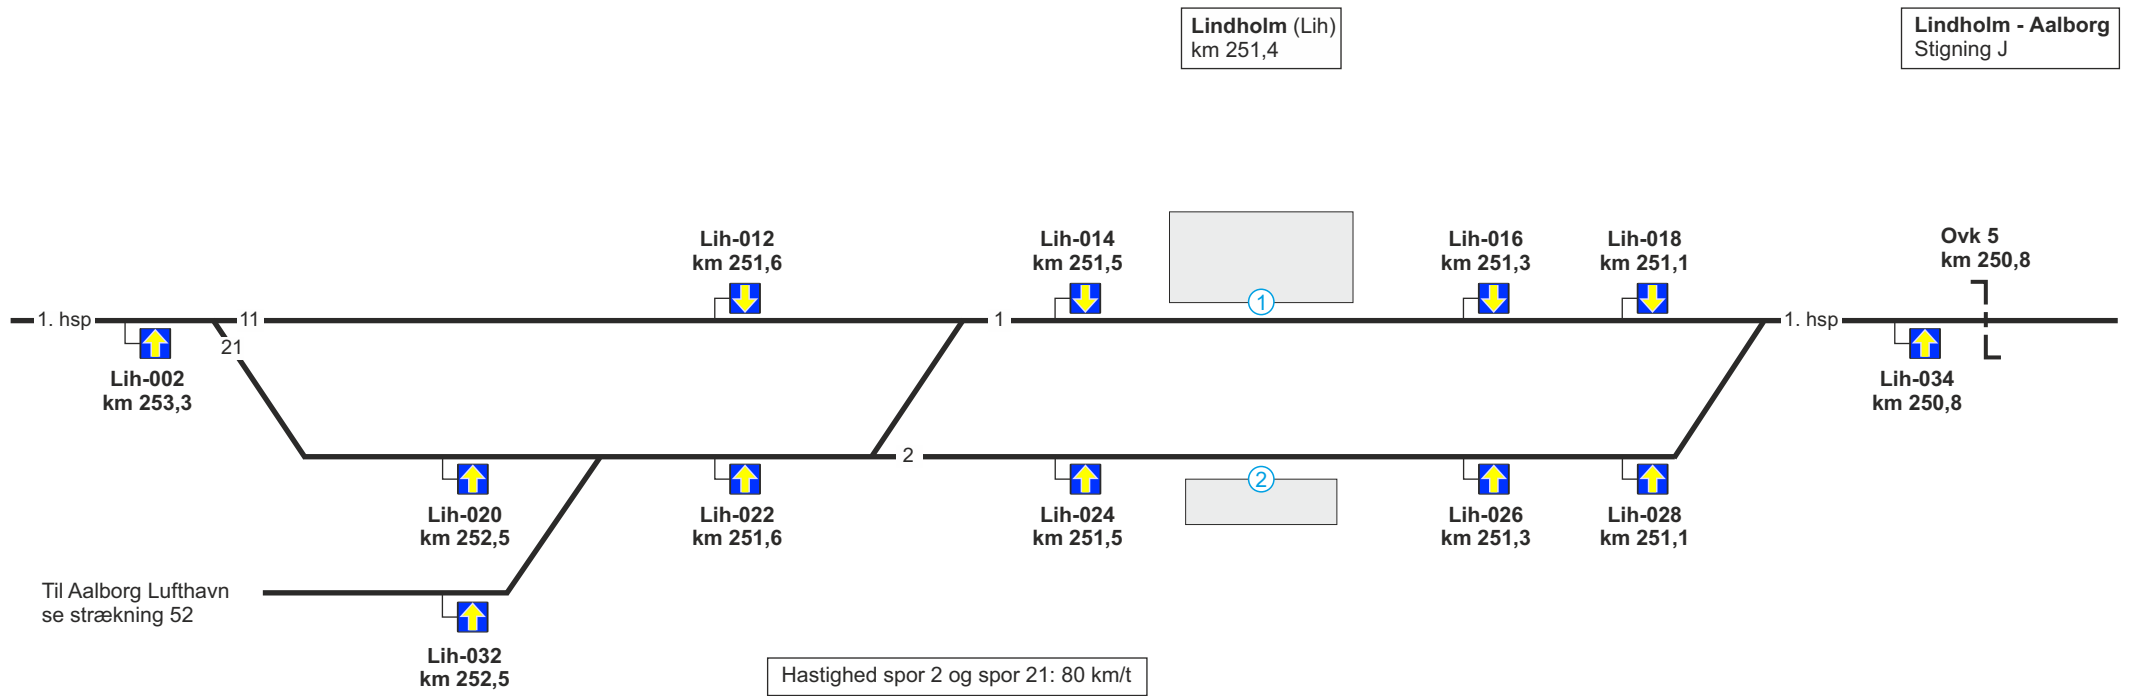 Lindholm (Lih)
km 251,4
Lindholm - Aalborg
Stigning J
Lih-012
km 251,6
Lih-014
km 251,5
Lih-016
km 251,3
Lih-018
km 251,1
Ovk 5
km 250,8
1
1. hsp
11
1
1. hsp
21
Lih-002
km 253,3
Lih-034
km 250,8
2
2
Lih-020
km 252,5
Lih-022
km 251,6
Lih-024
km 251,5
Lih-026
km 251,3
Lih-028
km 251,1
Til Aalborg Lufthavn
se strækning 52
Lih-032
km 252,5
Hastighed spor 2 og spor 21: 80 km/t